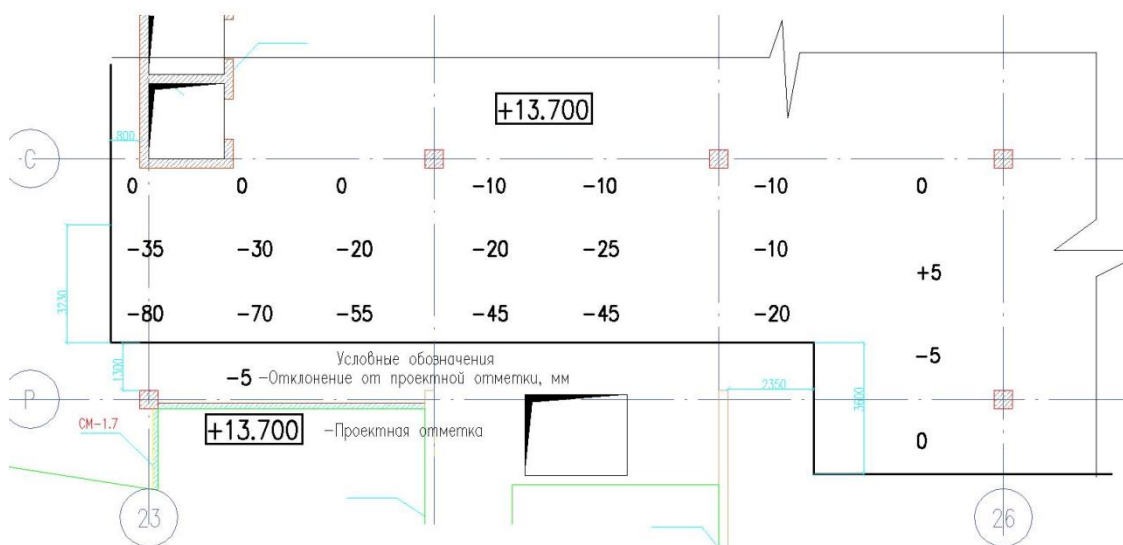 +13.700
800
С
0 0 0 -10 -10 -10 0
-35 -30 -20 -20 -25 -10
+5
3230
-80 -70 -55 -45 -45 -20
Условные обозначения
-5
1300
-5 -Отклонение от проектной отметки, мм
2350
3600
Р
СМ-1.7
+13.700 -Проектная отметка
0
23
26